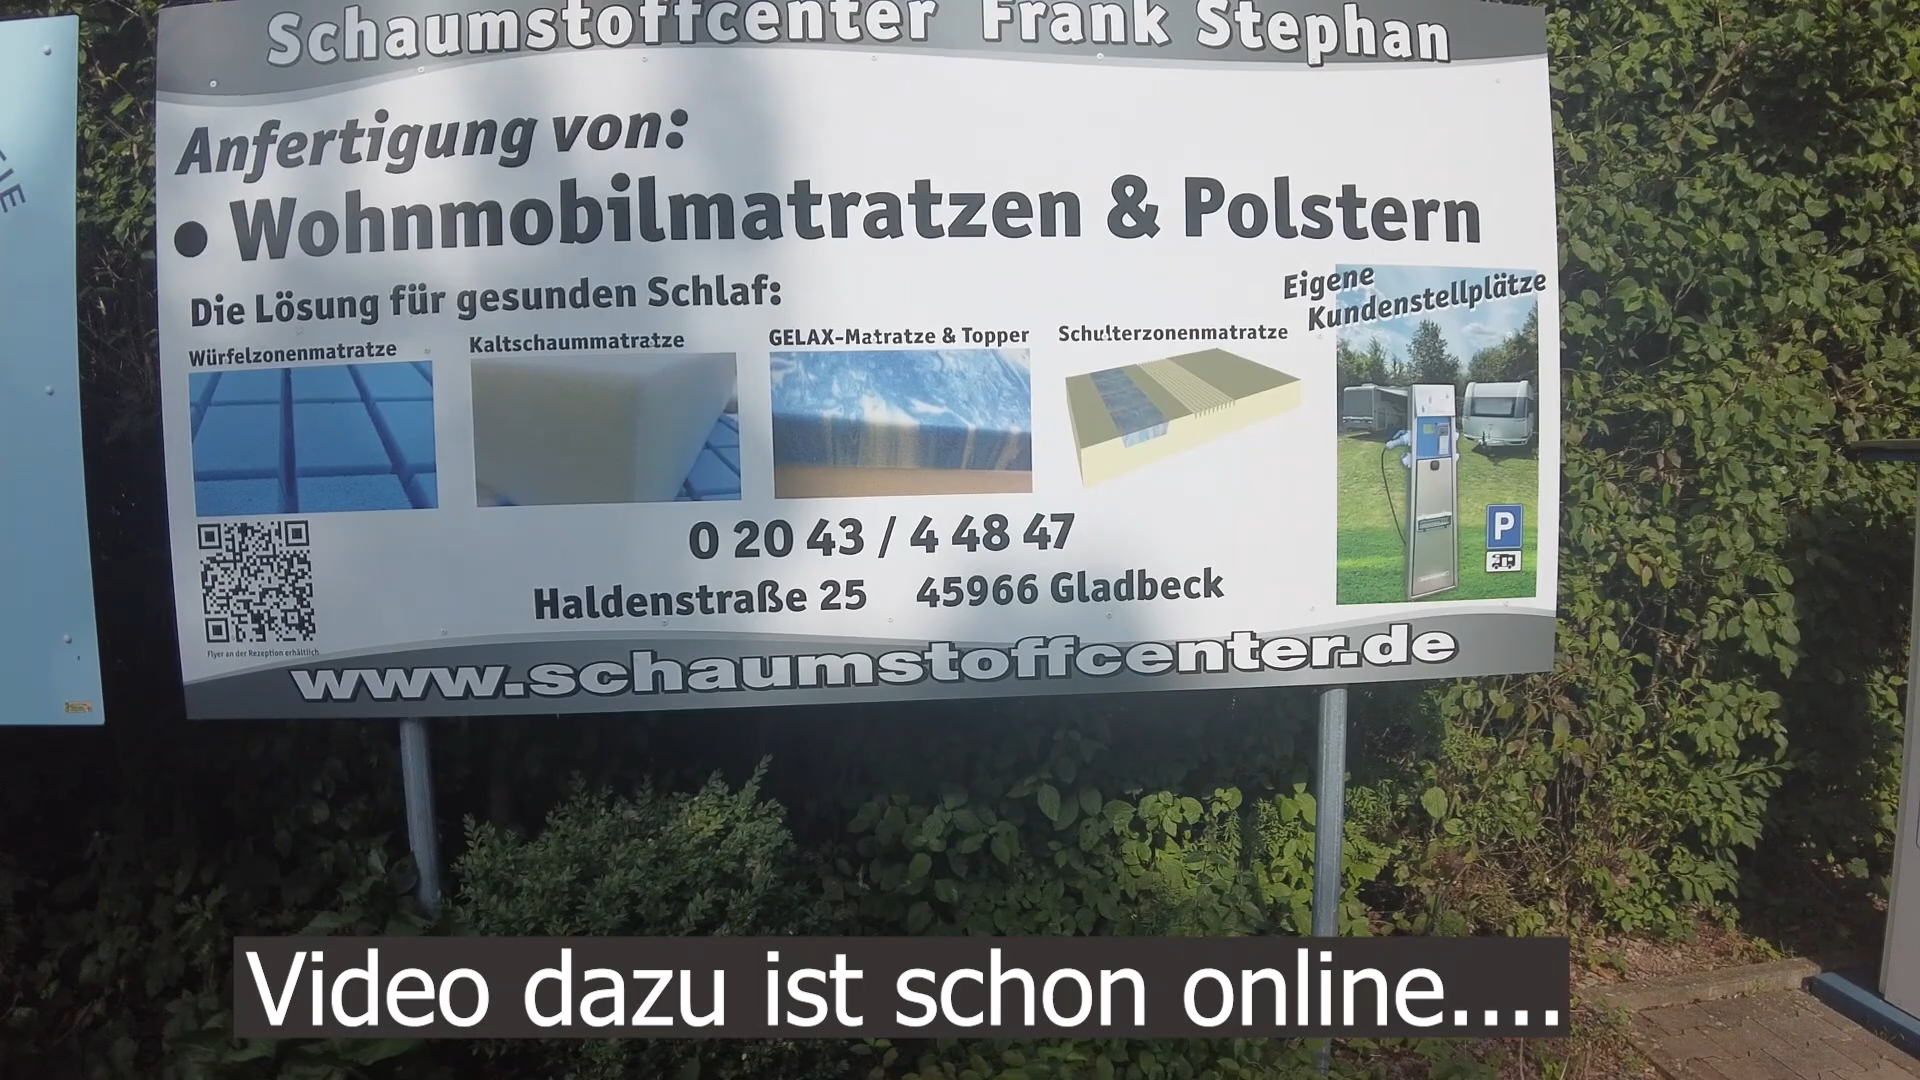 Schaumstoffcenter Frank Stephan
Anfertigung von:
• Wohnmobilmatratzen & Polstern
Die Lösung für gesunden Schlaf:
Eigene
Kundenstellplätze
Würfelzonenmatratze
Kaltschaummatratze
GELAX-Matratze & Topper
Schulterzonenmatratze
P
0 20 43 / 4 48 47
Haldenstraße 25 45966 Gladbeck
Flyer an der Rezeption erhältlich
www.schaumstoffcenter.de
Video dazu ist schon online....